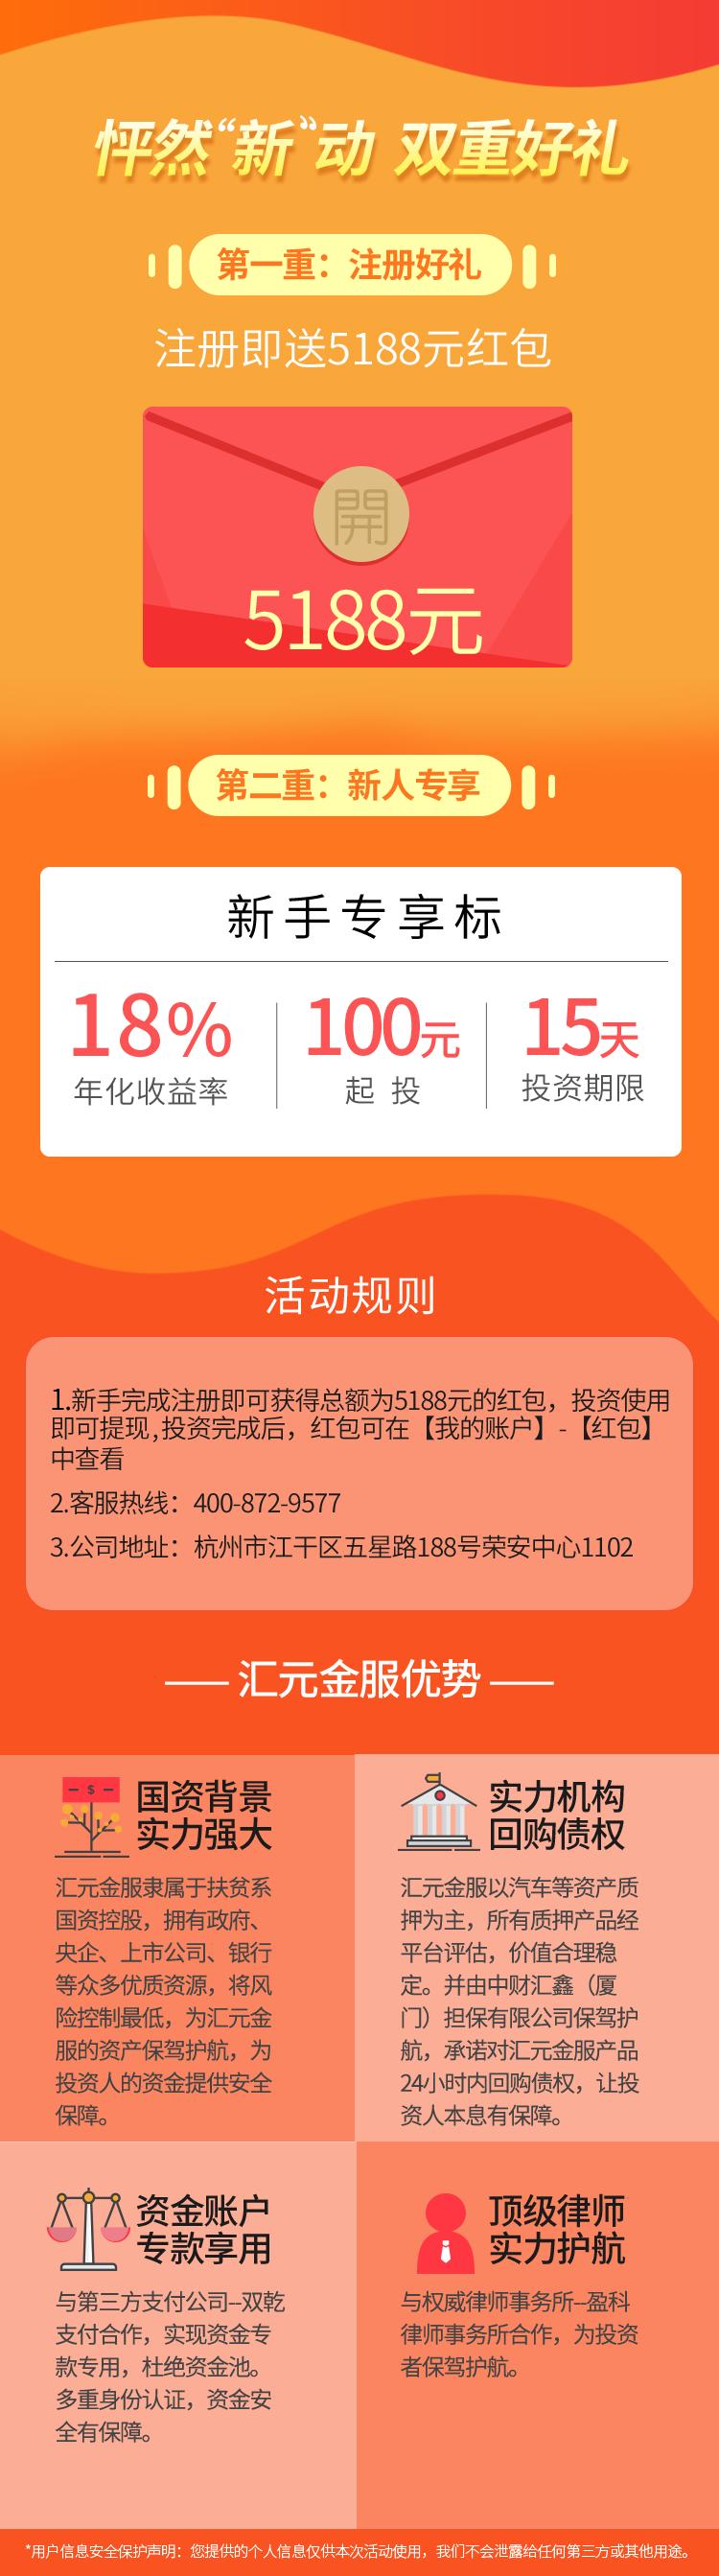 怦然“新”动 双重好礼
第一重：注册好礼
注册即送5188元红包
開
5188元
第二重：新人专享
新手专享标
18% 100元 15天
年化收益率 起 投 投资期限
活动规则
1.新手完成注册即可获得总额为5188元的红包，投资使用
即可提现,投资完成后，红包可在【我的账户】-【红包】
中查看
2.客服热线：400-872-9577
3.公司地址：杭州市江干区五星路188号荣安中心1102
汇元金服优势
$
国资背景
实力强大
汇元金服隶属于扶贫系
国资控股，拥有政府、
央企、上市公司、银行
等众多优质资源，将风
险控制最低，为汇元金
服的资产保驾护航，为
投资人的资金提供安全
保障。
实力机构
回购债权
汇元金服以汽车等资产质
押为主，所有质押产品经
平台评估，价值合理稳
定。并由中财汇鑫（厦
门）担保有限公司保驾护
航，承诺对汇元金服产品
24小时内回购债权，让投
资人本息有保障。
资金账户
专款享用
与第三方支付公司--双乾
支付合作，实现资金专
款专用，杜绝资金池。
多重身份认证，资金安
全有保障。
顶级律师
实力护航
与权威律师事务所--盈科
律师事务所合作，为投资
者保驾护航。
*用户信息安全保护声明：您提供的个人信息仅供本次活动使用，我们不会泄露给任何第三方或其他用途。